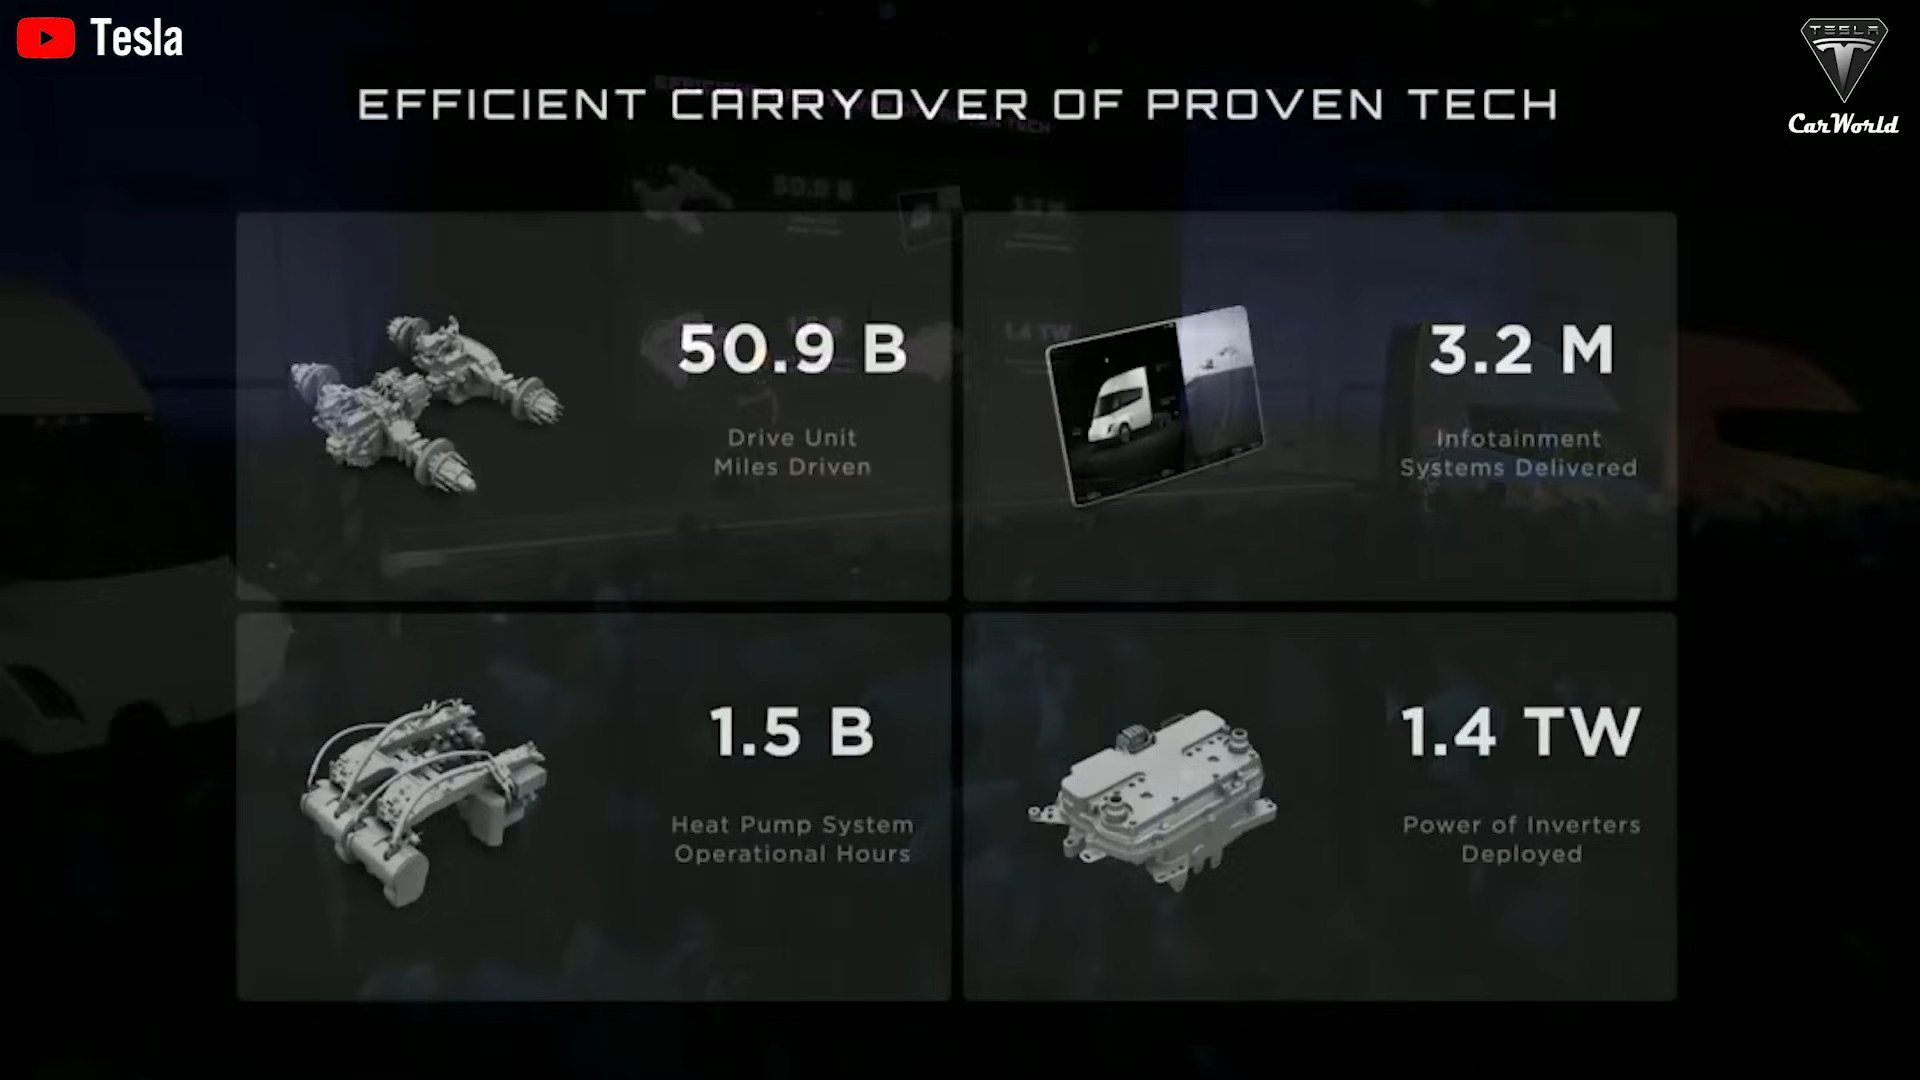 Tesla
TESLA
CarWorld
EFFICIENT CARRYOVER OF PROVEN TECH
50.9 B
Drive Unit
Miles Driven
3.2 M
Infotainment
Systems Delivered
1.5 B
Heat Pump System
Operational Hours
1.4 TW
Power of Inverters
Deployed